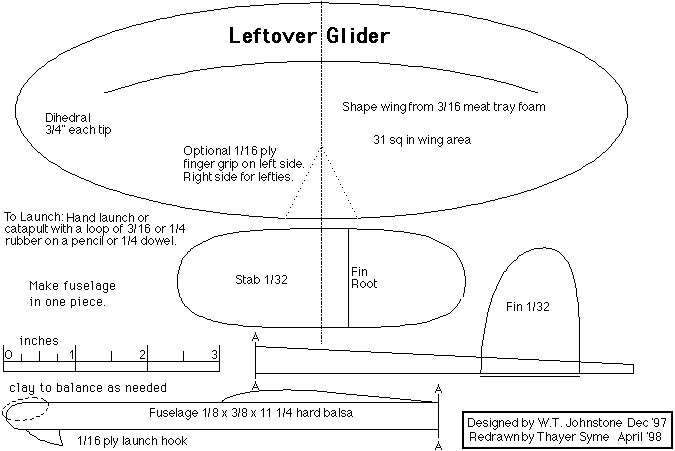 Leftover Glider
Dihedral
3/4" each tip
Shape wing from 3/16 meat tray foam
31 sq in wing area
Optional 1/16 ply
finger grip on left side.
Right side for lefties.
To Launch: Hand launch or
catapult with a loop of 3/16 or 1/4
rubber on a pencil or 1/4 dowel.
Stab 1/32
Fin
Root
Make fuselage
in one piece.
Fin 1/32
inches
0 1 2 3
A
A
clay to balance as needed
A
Fuselage 1/8 x 3/8 x 11 1/4 hard balsa
1/16 ply launch hook
A
Designed by W.T. Johnstone Dec '97
Redrawn by Thayer Syme April '98